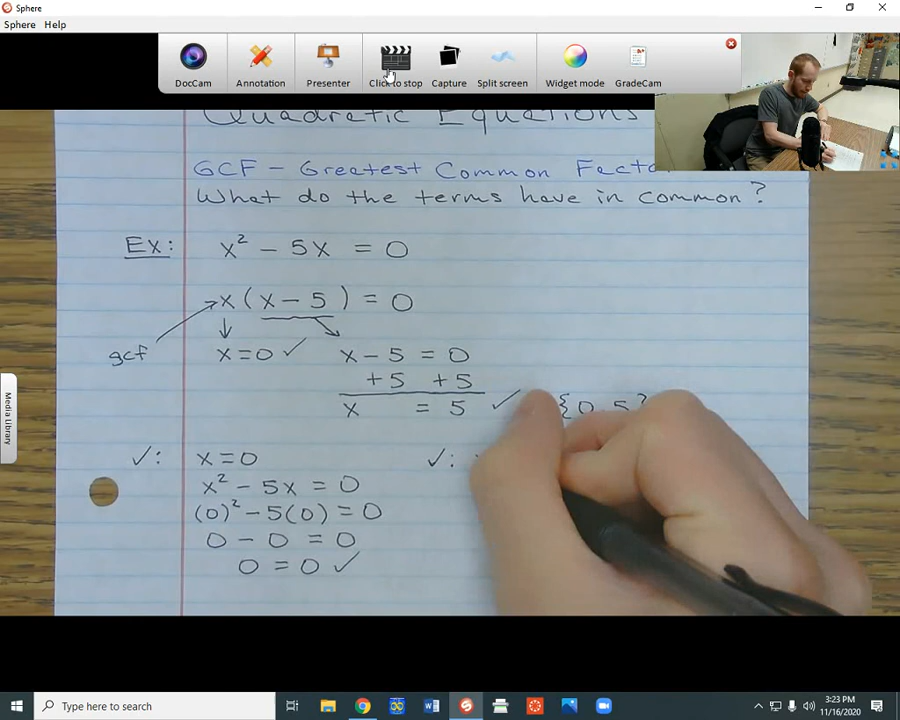 Sphere
Sphere Help
DocCam Annotation Presenter Click to stop Capture Split screen Widget mode GradeCam
Media Library
Quadratic Equations
GCF - Greatest Common Facto
What do the terms have in common?
Ex: x² - 5x = 0
x(x - 5) = 0
gcf
x = 0 ✓ x - 5 = 0
+5 +5
x = 5 ✓ {0, 5}
✓: x = 0 ✓:
x² - 5x = 0
(0)² - 5(0) = 0
0 - 0 = 0
0 = 0 ✓
Type here to search
3:23 PM
11/16/2020